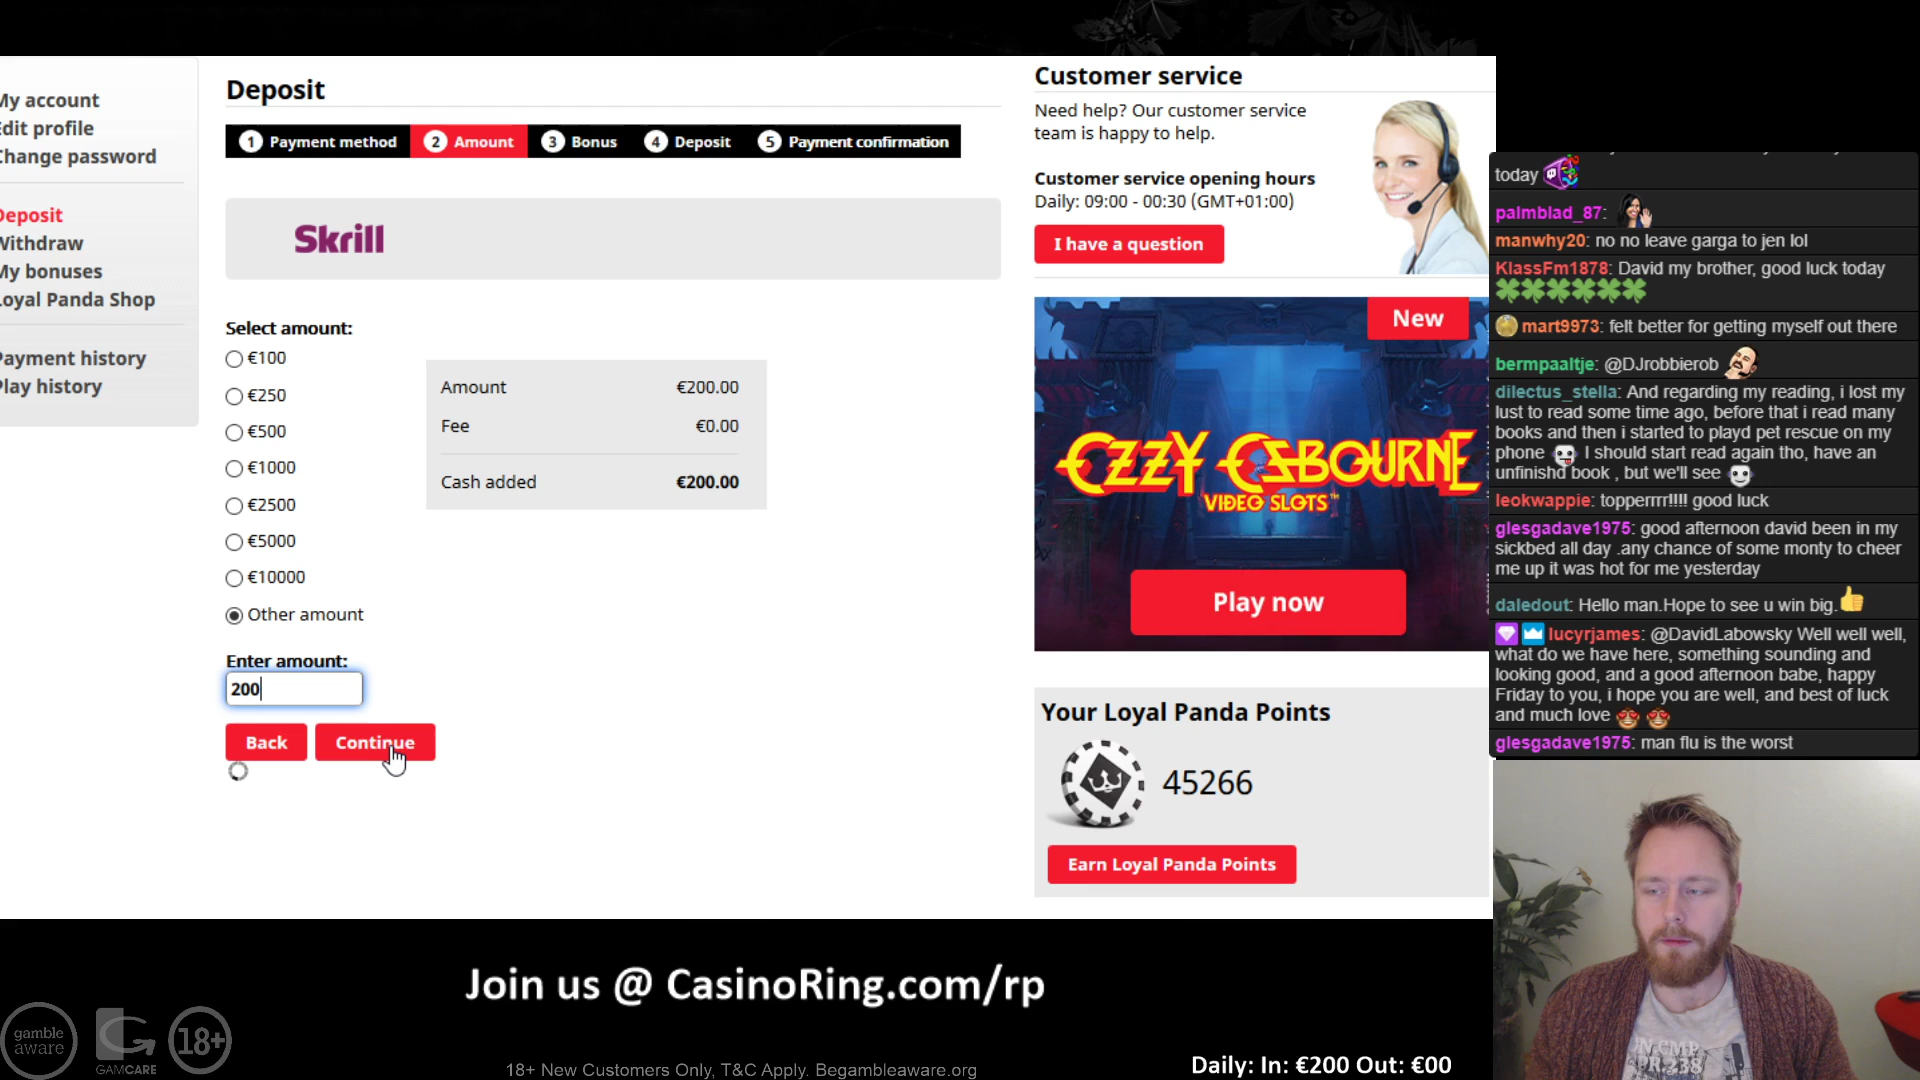 My account
Edit profile
Change password
Deposit
Withdraw
My bonuses
Loyal Panda Shop
Payment history
Play history
Deposit
1 Payment method 2 Amount 3 Bonus 4 Deposit 5 Payment confirmation
Skrill
Select amount:
€100
€250
€500
€1000
€2500
€5000
€10000
Other amount
Amount €200.00
Fee €0.00
Cash added €200.00
Enter amount:
200
Back Continue
Customer service
Need help? Our customer service
team is happy to help.
Customer service opening hours
Daily: 09:00 - 00:30 (GMT+01:00)
I have a question
New
OZZY OSBOURNE
VIDEO SLOTS™
Play now
Your Loyal Panda Points
45266
Earn Loyal Panda Points
today
palmblad_87:
manwhy20: no no leave garga to jen lol
KlassFm1878: David my brother, good luck today
mart9973: felt better for getting myself out there
bermpaaltje: @DJrobbierob
dilectus_stella: And regarding my reading, i lost my
lust to read some time ago, before that i read many
books and then i started to playd pet rescue on my
phone I should start read again tho, have an
unfinishd book , but we'll see
leokwappie: topperrrr!!!! good luck
glesgadave1975: good afternoon david been in my
sickbed all day .any chance of some monty to cheer
me up it was hot for me yesterday
daledout: Hello man.Hope to see u win big.
lucyrjames: @DavidLabowsky Well well well,
what do we have here, something sounding and
looking good, and a good afternoon babe, happy
Friday to you, i hope you are well, and best of luck
and much love
glesgadave1975: man flu is the worst
Join us @ CasinoRing.com/rp
gamble
aware
GAMCARE
18+
18+ New Customers Only, T&C Apply. Begambleaware.org
Daily: In: €200 Out: €00